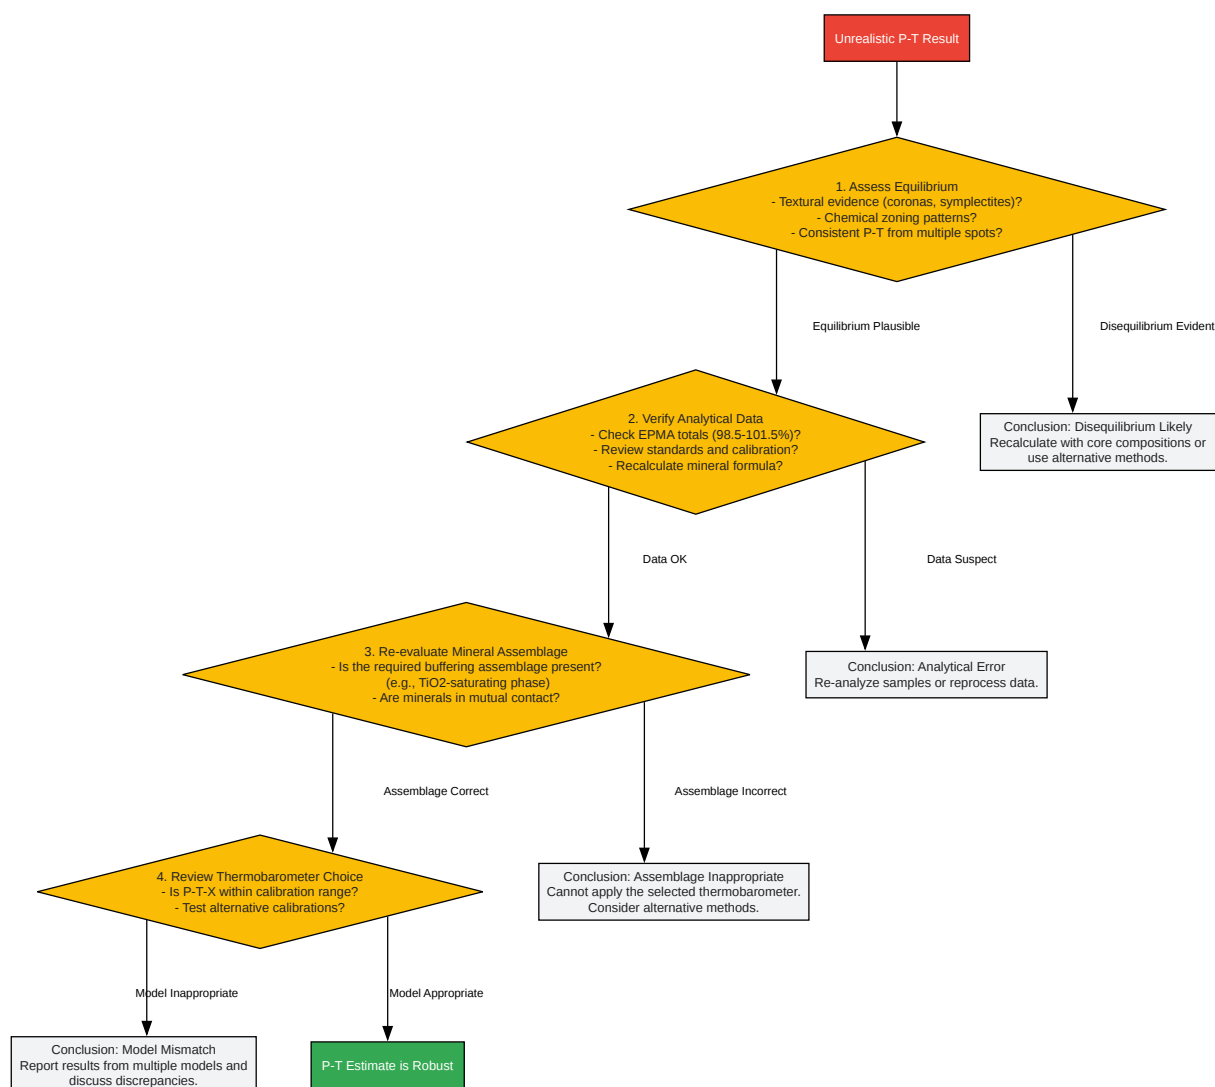 Unrealistic P-T Result
1. Assess Equilibrium
- Textural evidence (coronas, symplectites)?
- Chemical zoning patterns?
- Consistent P-T from multiple spots?
Equilibrium Plausible
Disequilibrium Evident
2. Verify Analytical Data
- Check EPMA totals (98.5-101.5%)?
- Review standards and calibration?
- Recalculate mineral formula?
Conclusion: Disequilibrium Likely
Recalculate with core compositions or
use alternative methods.
Data OK
Data Suspect
3. Re-evaluate Mineral Assemblage
- Is the required buffering assemblage present?
(e.g., TiO2-saturating phase)
- Are minerals in mutual contact?
Conclusion: Analytical Error
Re-analyze samples or reprocess data.
Assemblage Correct
Assemblage Incorrect
4. Review Thermobarometer Choice
- Is P-T-X within calibration range?
- Test alternative calibrations?
Conclusion: Assemblage Inappropriate
Cannot apply the selected thermobarometer.
Consider alternative methods.
Model Inappropriate
Model Appropriate
Conclusion: Model Mismatch
Report results from multiple models and
discuss discrepancies.
P-T Estimate is Robust